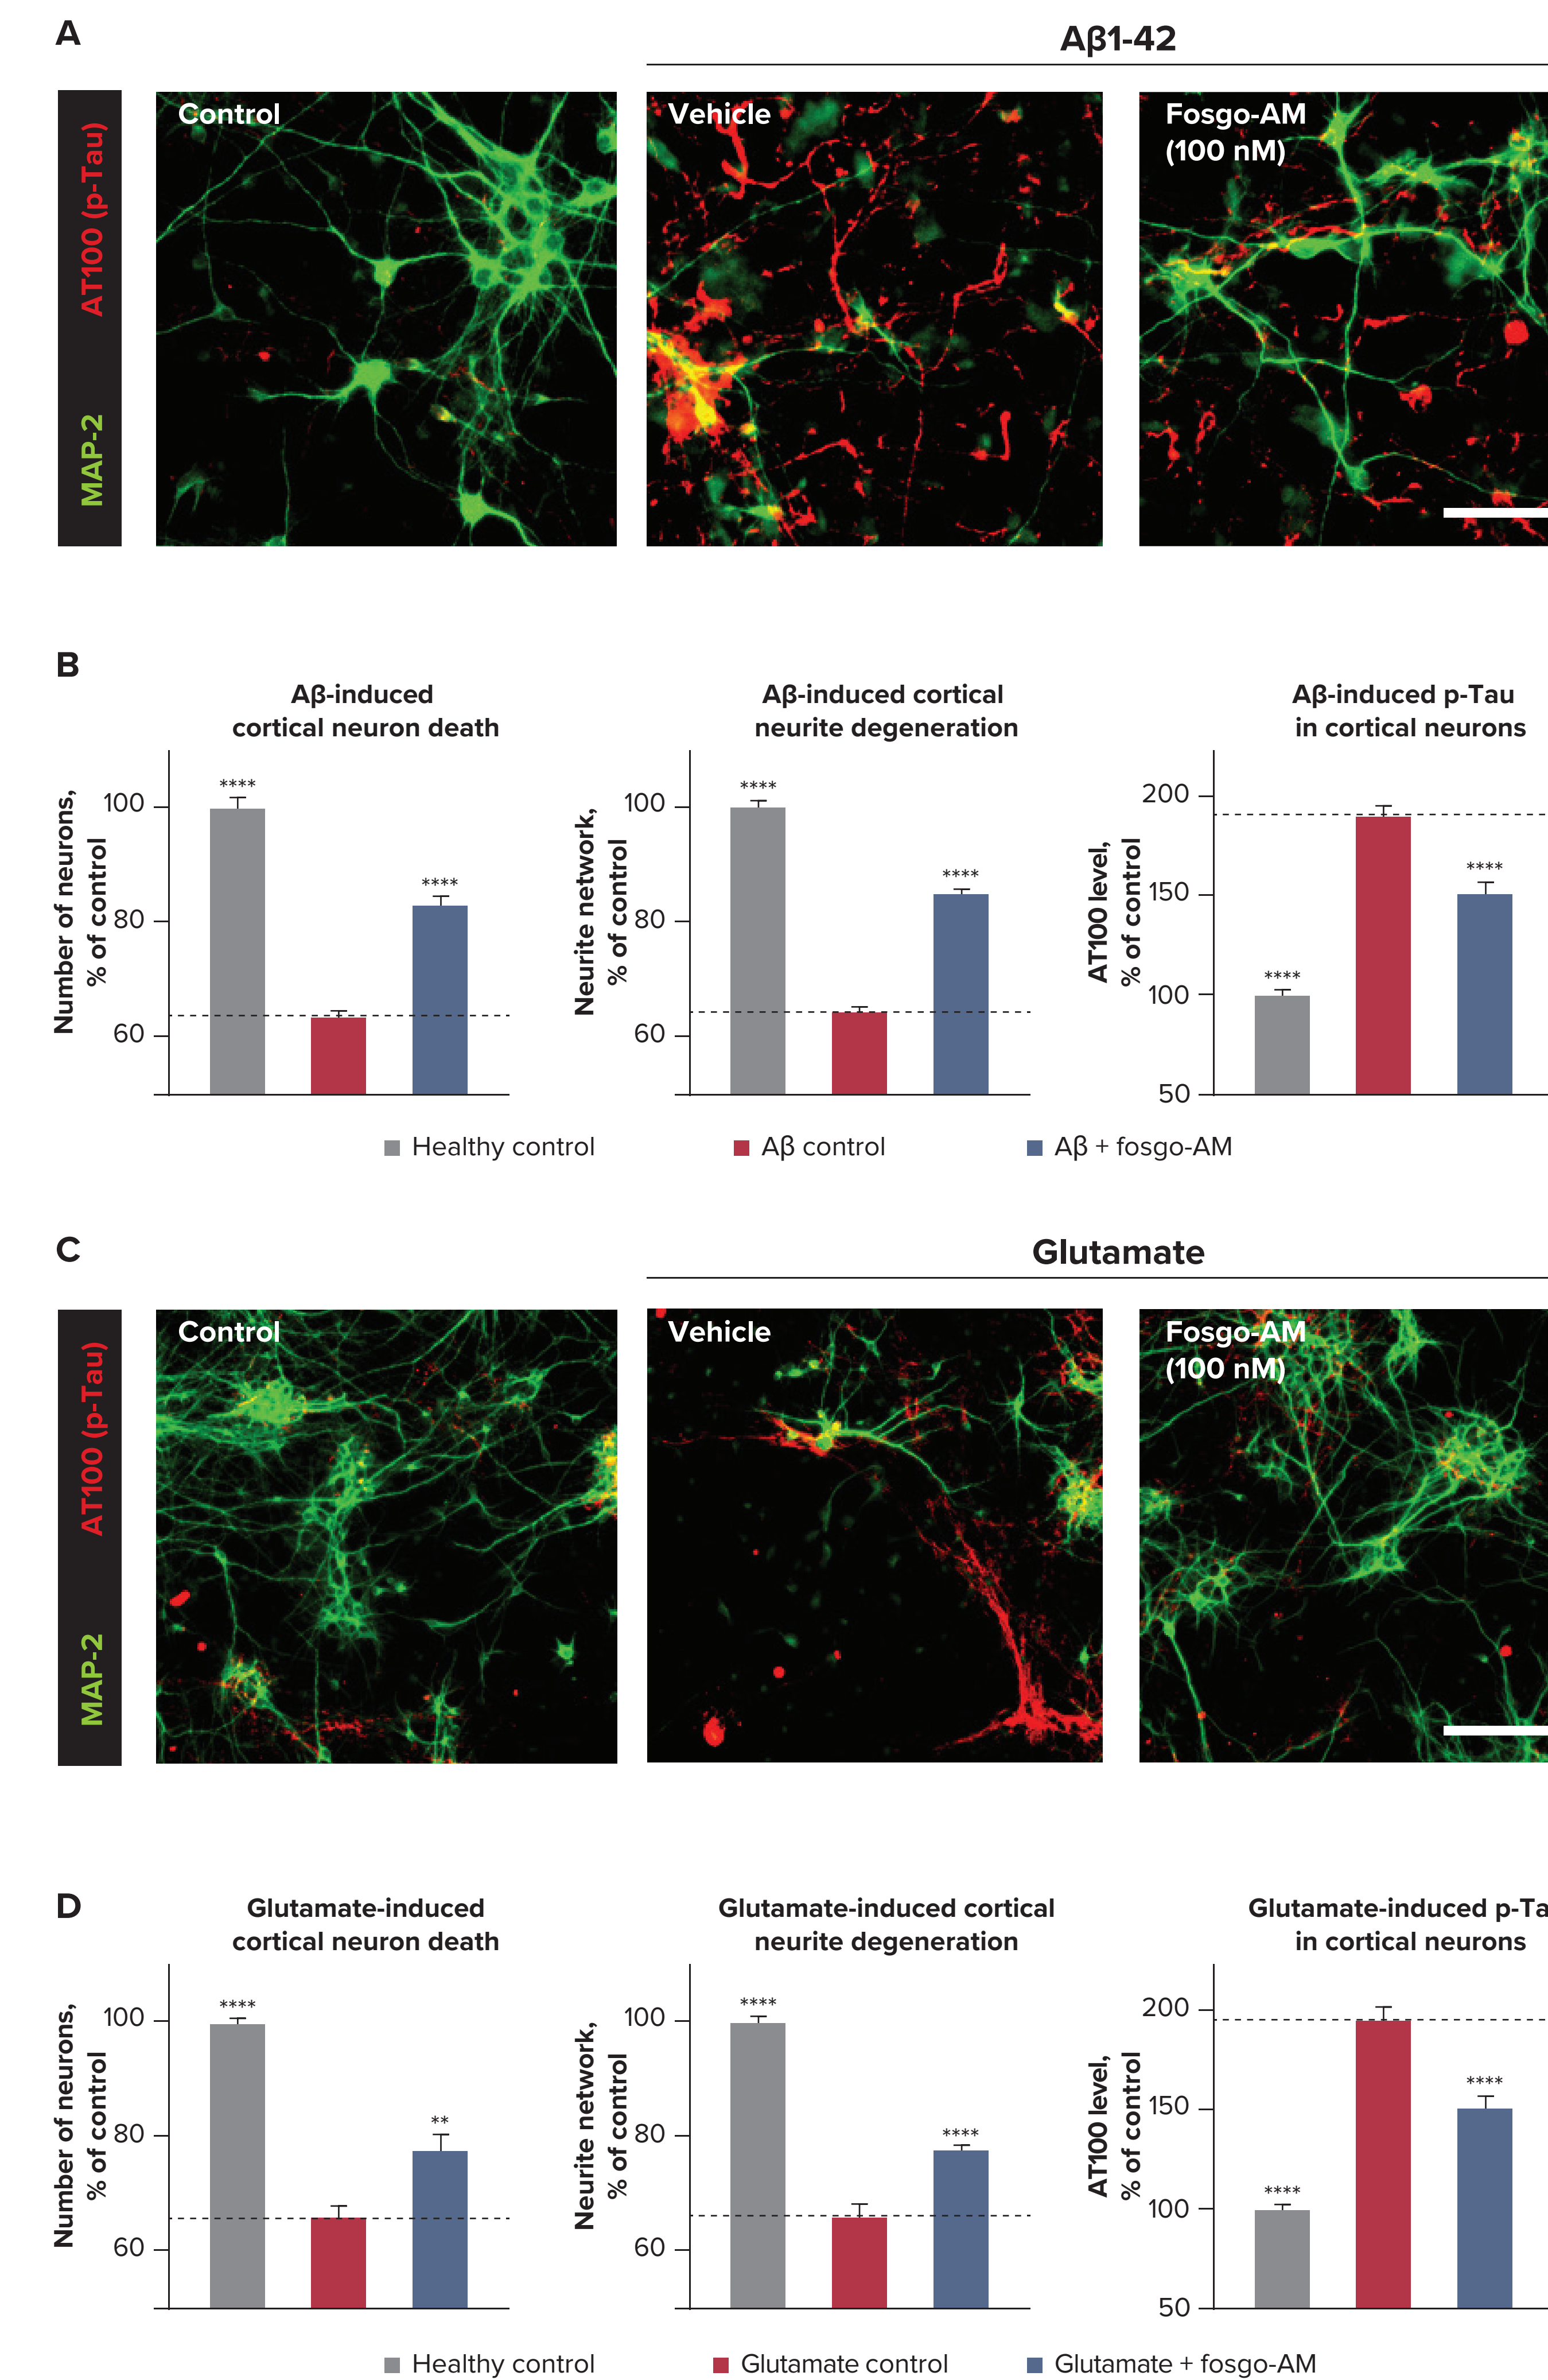 A
Aβ1-42
AT100 (p-Tau)
MAP-2
Control
Vehicle
Fosgo-AM
(100 nM)
B
Aβ-induced
cortical neuron death
Number of neurons,
% of control
100
80
60
****
****
Aβ-induced cortical
neurite degeneration
Neurite network,
% of control
100
80
60
****
****
Aβ-induced p-Tau
in cortical neurons
AT100 level,
% of control
200
150
100
50
****
****
Healthy control
Aβ control
Aβ + fosgo-AM
C
Glutamate
AT100 (p-Tau)
MAP-2
Control
Vehicle
Fosgo-AM
(100 nM)
D
Glutamate-induced
cortical neuron death
Number of neurons,
% of control
100
80
60
****
**
Glutamate-induced cortical
neurite degeneration
Neurite network,
% of control
100
80
60
****
****
Glutamate-induced p-Ta
in cortical neurons
AT100 level,
% of control
200
150
100
50
****
****
Healthy control
Glutamate control
Glutamate + fosgo-AM